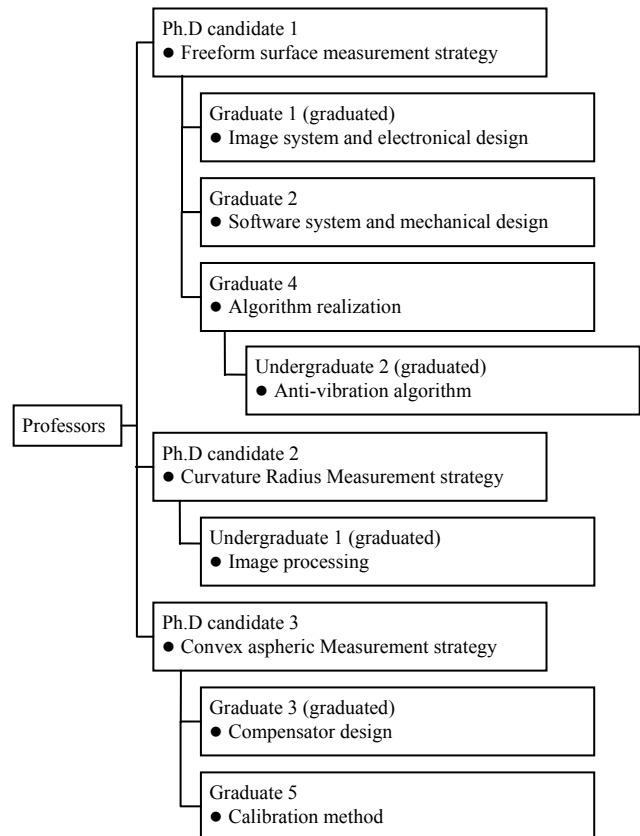 Ph.D candidate 1
● Freeform surface measurement strategy
Graduate 1 (graduated)
● Image system and electronical design
Graduate 2
● Software system and mechanical design
Graduate 4
● Algorithm realization
Undergraduate 2 (graduated)
● Anti-vibration algorithm
Professors
Ph.D candidate 2
● Curvature Radius Measurement strategy
Undergraduate 1 (graduated)
● Image processing
Ph.D candidate 3
● Convex aspheric Measurement strategy
Graduate 3 (graduated)
● Compensator design
Graduate 5
● Calibration method